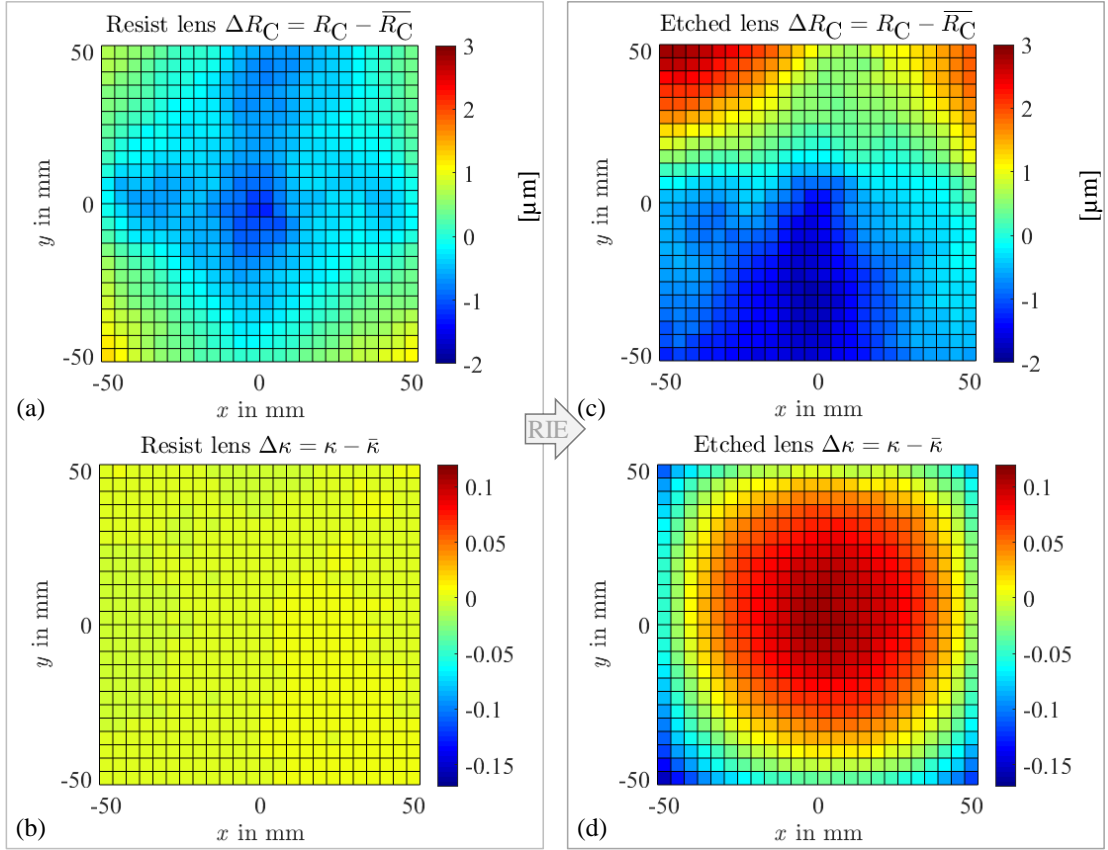 Resist lens ΔR_C = R_C − \overline{R_C}
50
0
-50
y in mm
-50
0
50
x in mm
3
2
1
0
-1
-2
[µm]
(a)
Etched lens ΔR_C = R_C − \overline{R_C}
50
0
-50
y in mm
-50
0
50
x in mm
3
2
1
0
-1
-2
[µm]
(c)
RIE
Resist lens Δκ = κ − κ̄
50
0
-50
y in mm
-50
0
50
x in mm
0.1
0.05
0
-0.05
-0.1
-0.15
(b)
Etched lens Δκ = κ − κ̄
50
0
-50
y in mm
-50
0
50
x in mm
0.1
0.05
0
-0.05
-0.1
-0.15
(d)